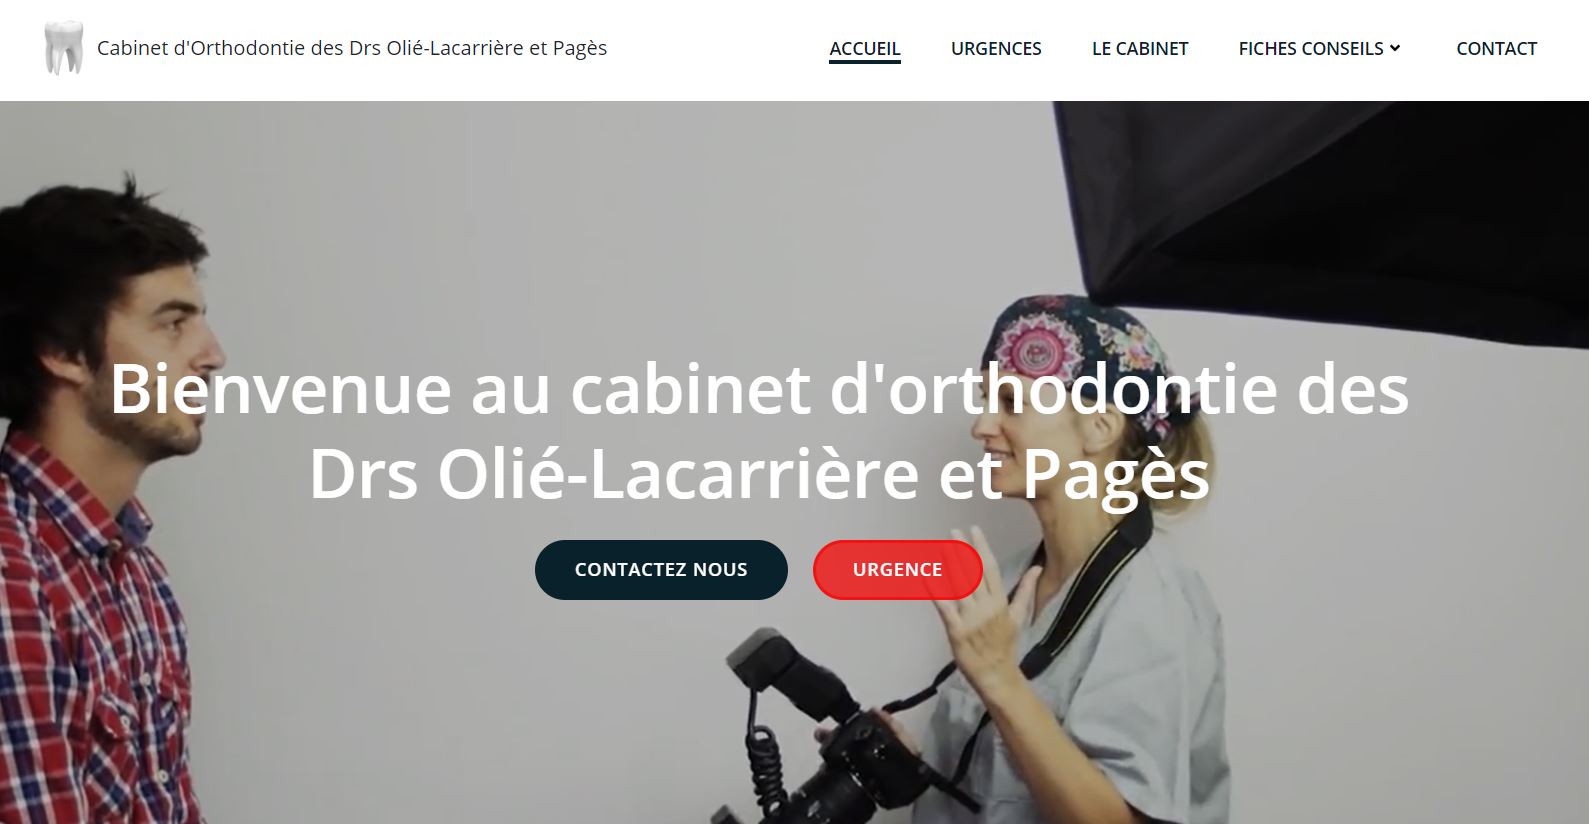 Cabinet d'Orthodontie des Drs Olié-Lacarrière et Pagès
ACCUEIL
URGENCES
LE CABINET
FICHES CONSEILS
CONTACT
Bienvenue au cabinet d'orthodontie des
Drs Olié-Lacarrière et Pagès
CONTACTEZ NOUS
URGENCE